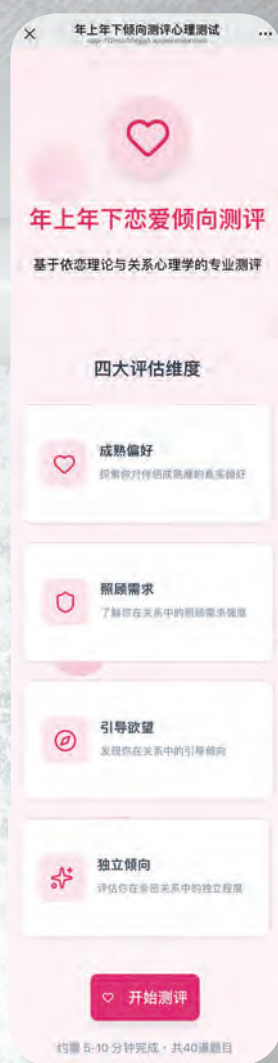 年上年下倾向测评心理测试
年上年下恋爱倾向测评
基于依恋理论与关系心理学的专业测评
四大评估维度
成熟偏好
探索你对伴侣成熟度的真实偏好
照顾需求
了解你在关系中的照顾需求强度
引导欲望
发现你在关系中的引导倾向
独立倾向
评估你在亲密关系中的独立程度
开始测评
约需 5-10 分钟完成·共40道题目